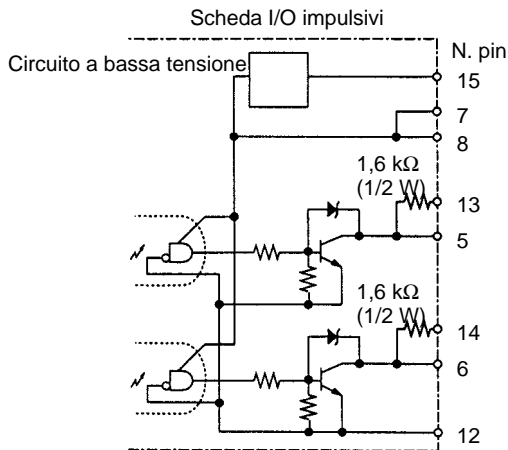 Scheda I/O impulsivi
N. pin
Circuito a bassa tensione
15
7
8
1,6 kΩ
(1/2 W)
13
5
1,6 kΩ
(1/2 W)
14
6
12